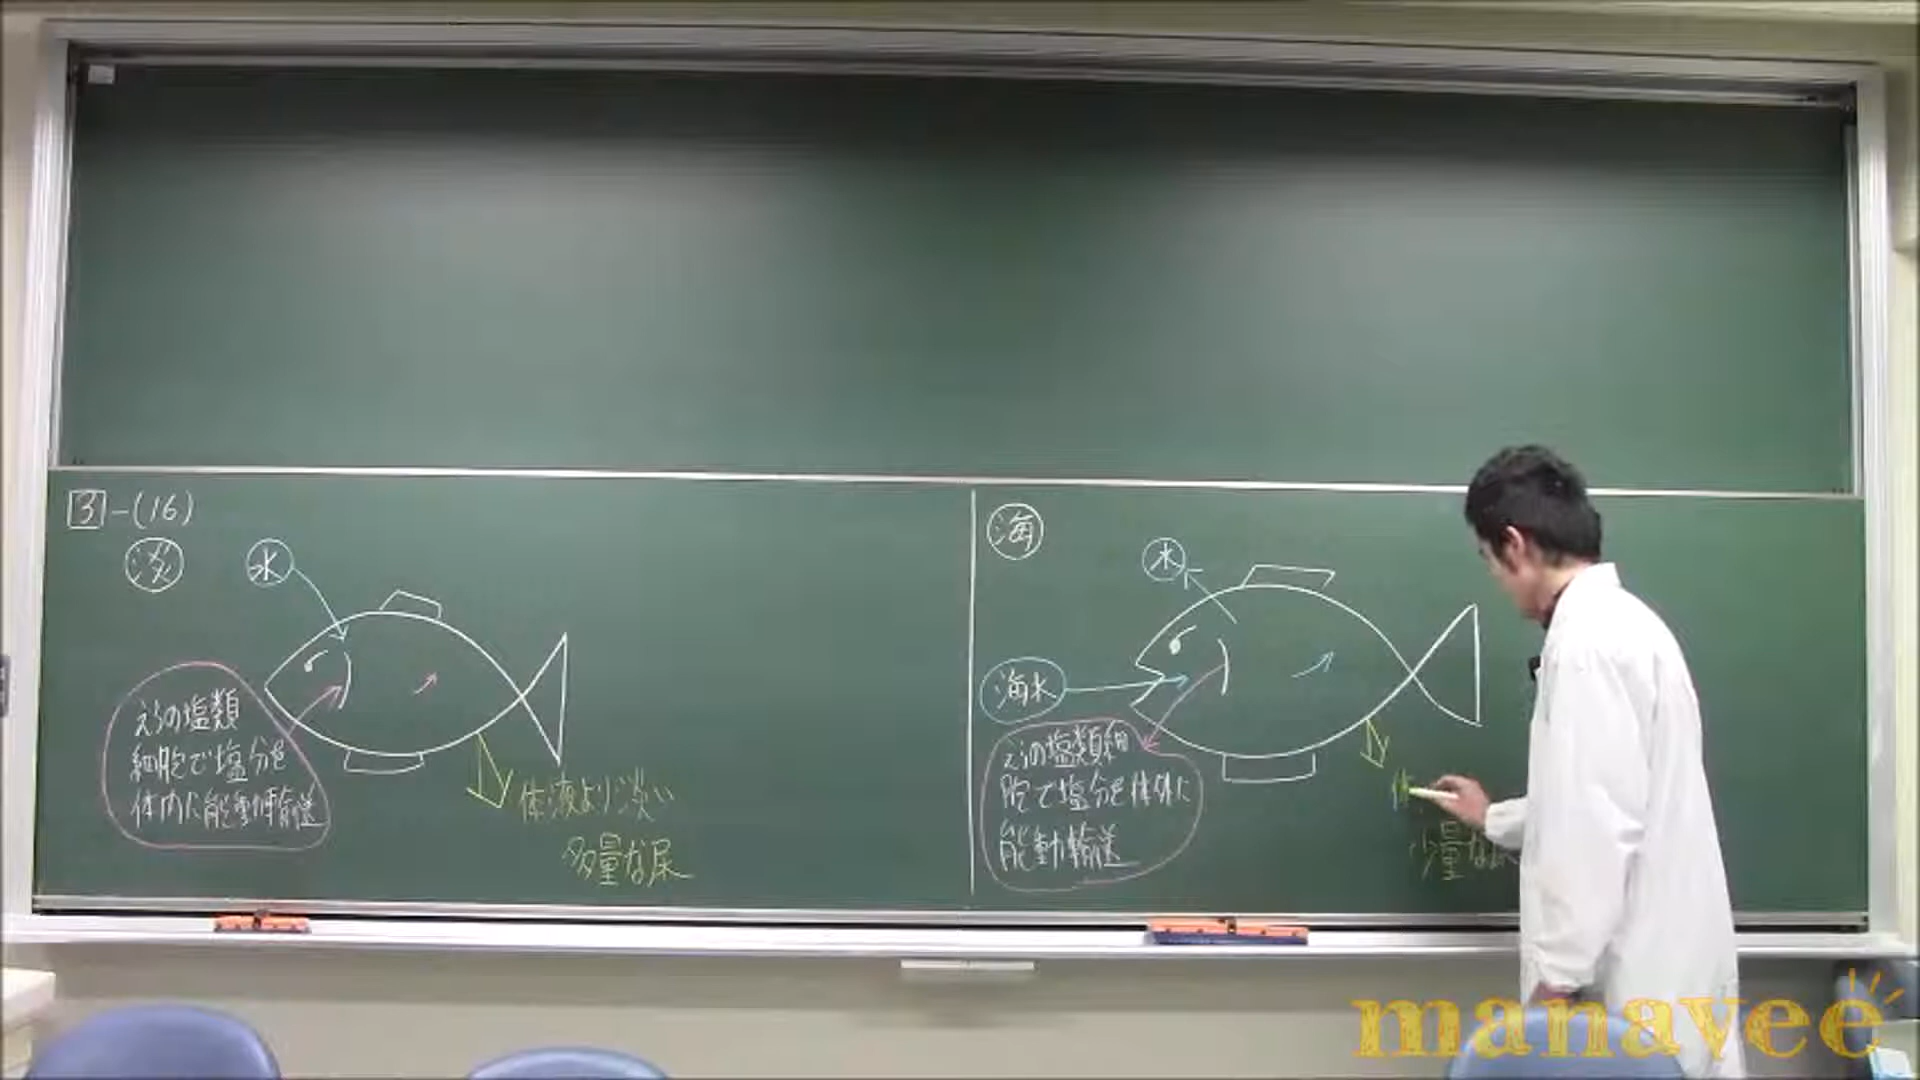 3-(16)
淡
水
えらの塩類
細胞で塩分を
体内に能動輸送
体液より淡い
多量な尿
海
水
海水
えらの塩類細
胞で塩分を体外に
能動輸送
体
少量な尿
manavee